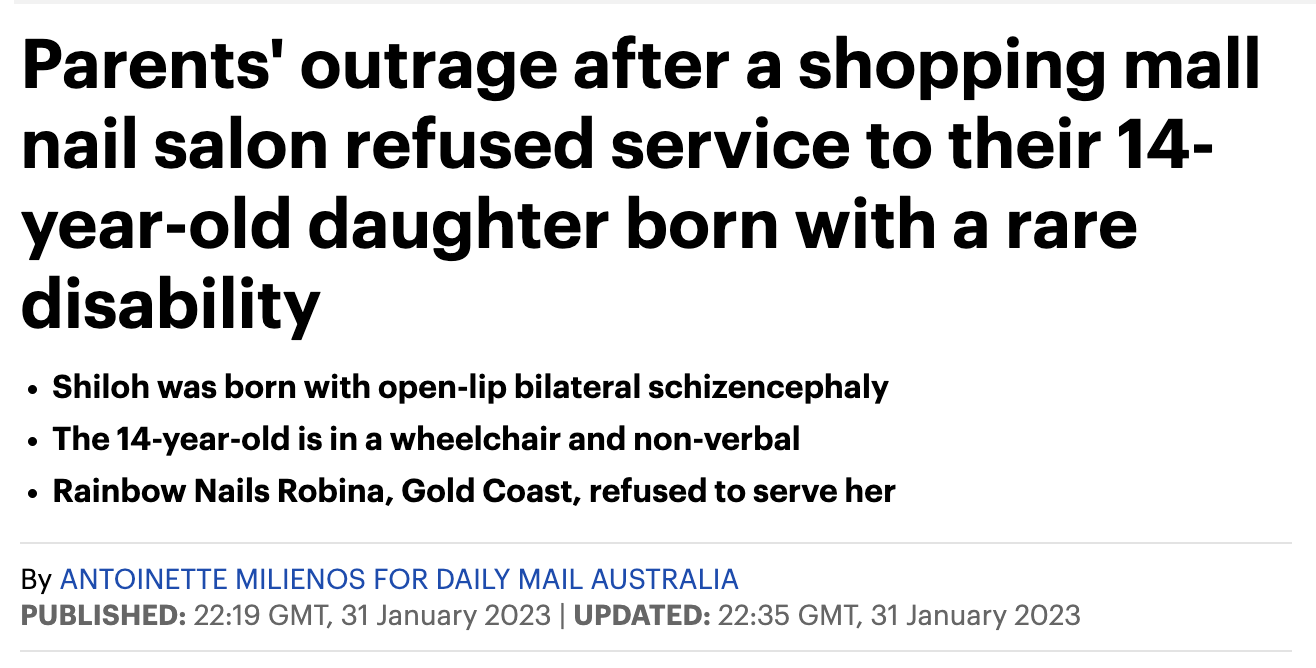 Parents' outrage after a shopping mall
nail salon refused service to their 14-
year-old daughter born with a rare
disability
• Shiloh was born with open-lip bilateral schizencephaly
• The 14-year-old is in a wheelchair and non-verbal
• Rainbow Nails Robina, Gold Coast, refused to serve her
By ANTOINETTE MILIENOS FOR DAILY MAIL AUSTRALIA
PUBLISHED: 22:19 GMT, 31 January 2023 | UPDATED: 22:35 GMT, 31 January 2023